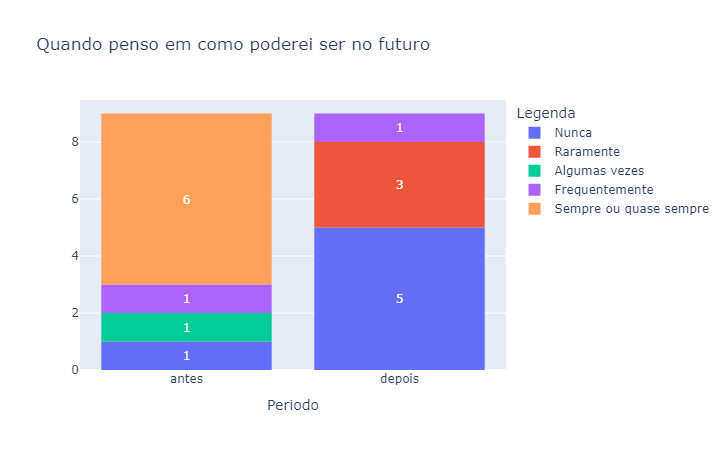 Quando penso em como poderei ser no futuro
Legenda
Nunca
Raramente
Algumas vezes
Frequentemente
Sempre ou quase sempre
8
6
4
2
0
6
1
1
1
1
3
5
antes
depois
Periodo